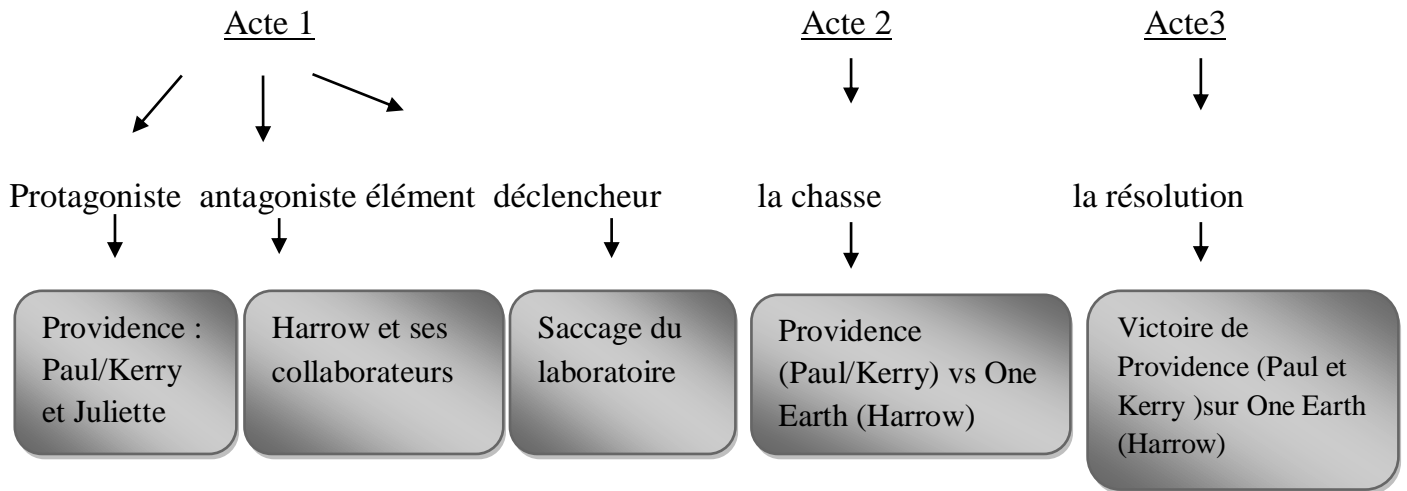 Acte 1 Acte 2 Acte3
Protagoniste antagoniste élément déclencheur la chasse la résolution
Providence :
Paul/Kerry
et Juliette
Harrow et ses
collaborateurs
Saccage du
laboratoire
Providence
(Paul/Kerry) vs One
Earth (Harrow)
Victoire de
Providence (Paul et
Kerry )sur One Earth
(Harrow)